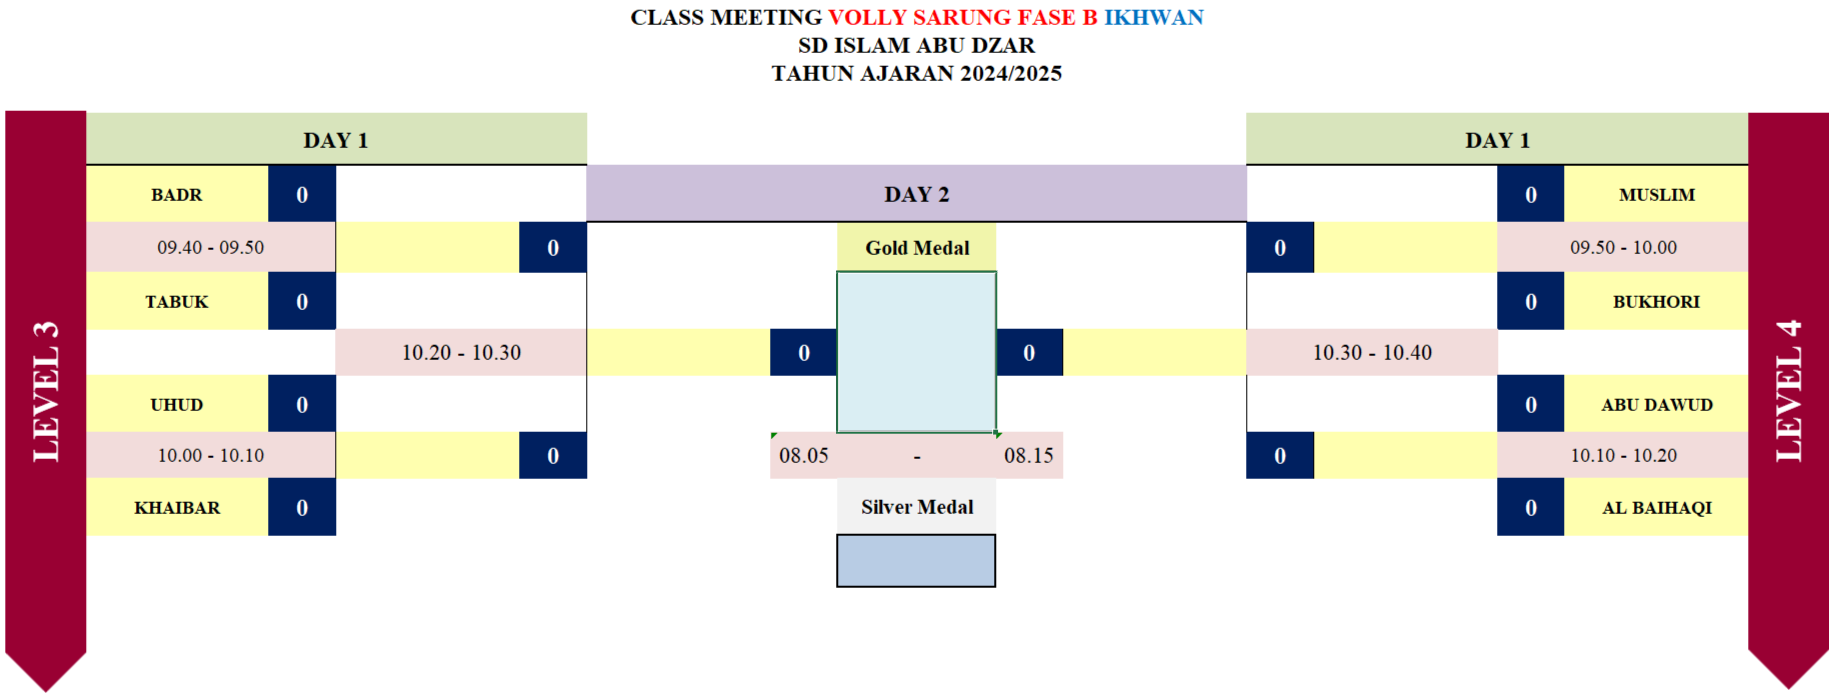 CLASS MEETING VOLLY SARUNG FASE B IKHWAN
SD ISLAM ABU DZAR
TAHUN AJARAN 2024/2025
DAY 1 DAY 1
BADR 0 DAY 2 0 MUSLIM
09.40 - 09.50 0 Gold Medal 0 09.50 - 10.00
TABUK 0 0 BUKHORI
LEVEL 3 10.20 - 10.30 0 0 10.30 - 10.40 LEVEL 4
UHUD 0 0 ABU DAWUD
10.00 - 10.10 0 08.05 - 08.15 0 10.10 - 10.20
KHAIBAR 0 Silver Medal 0 AL BAIHAQI